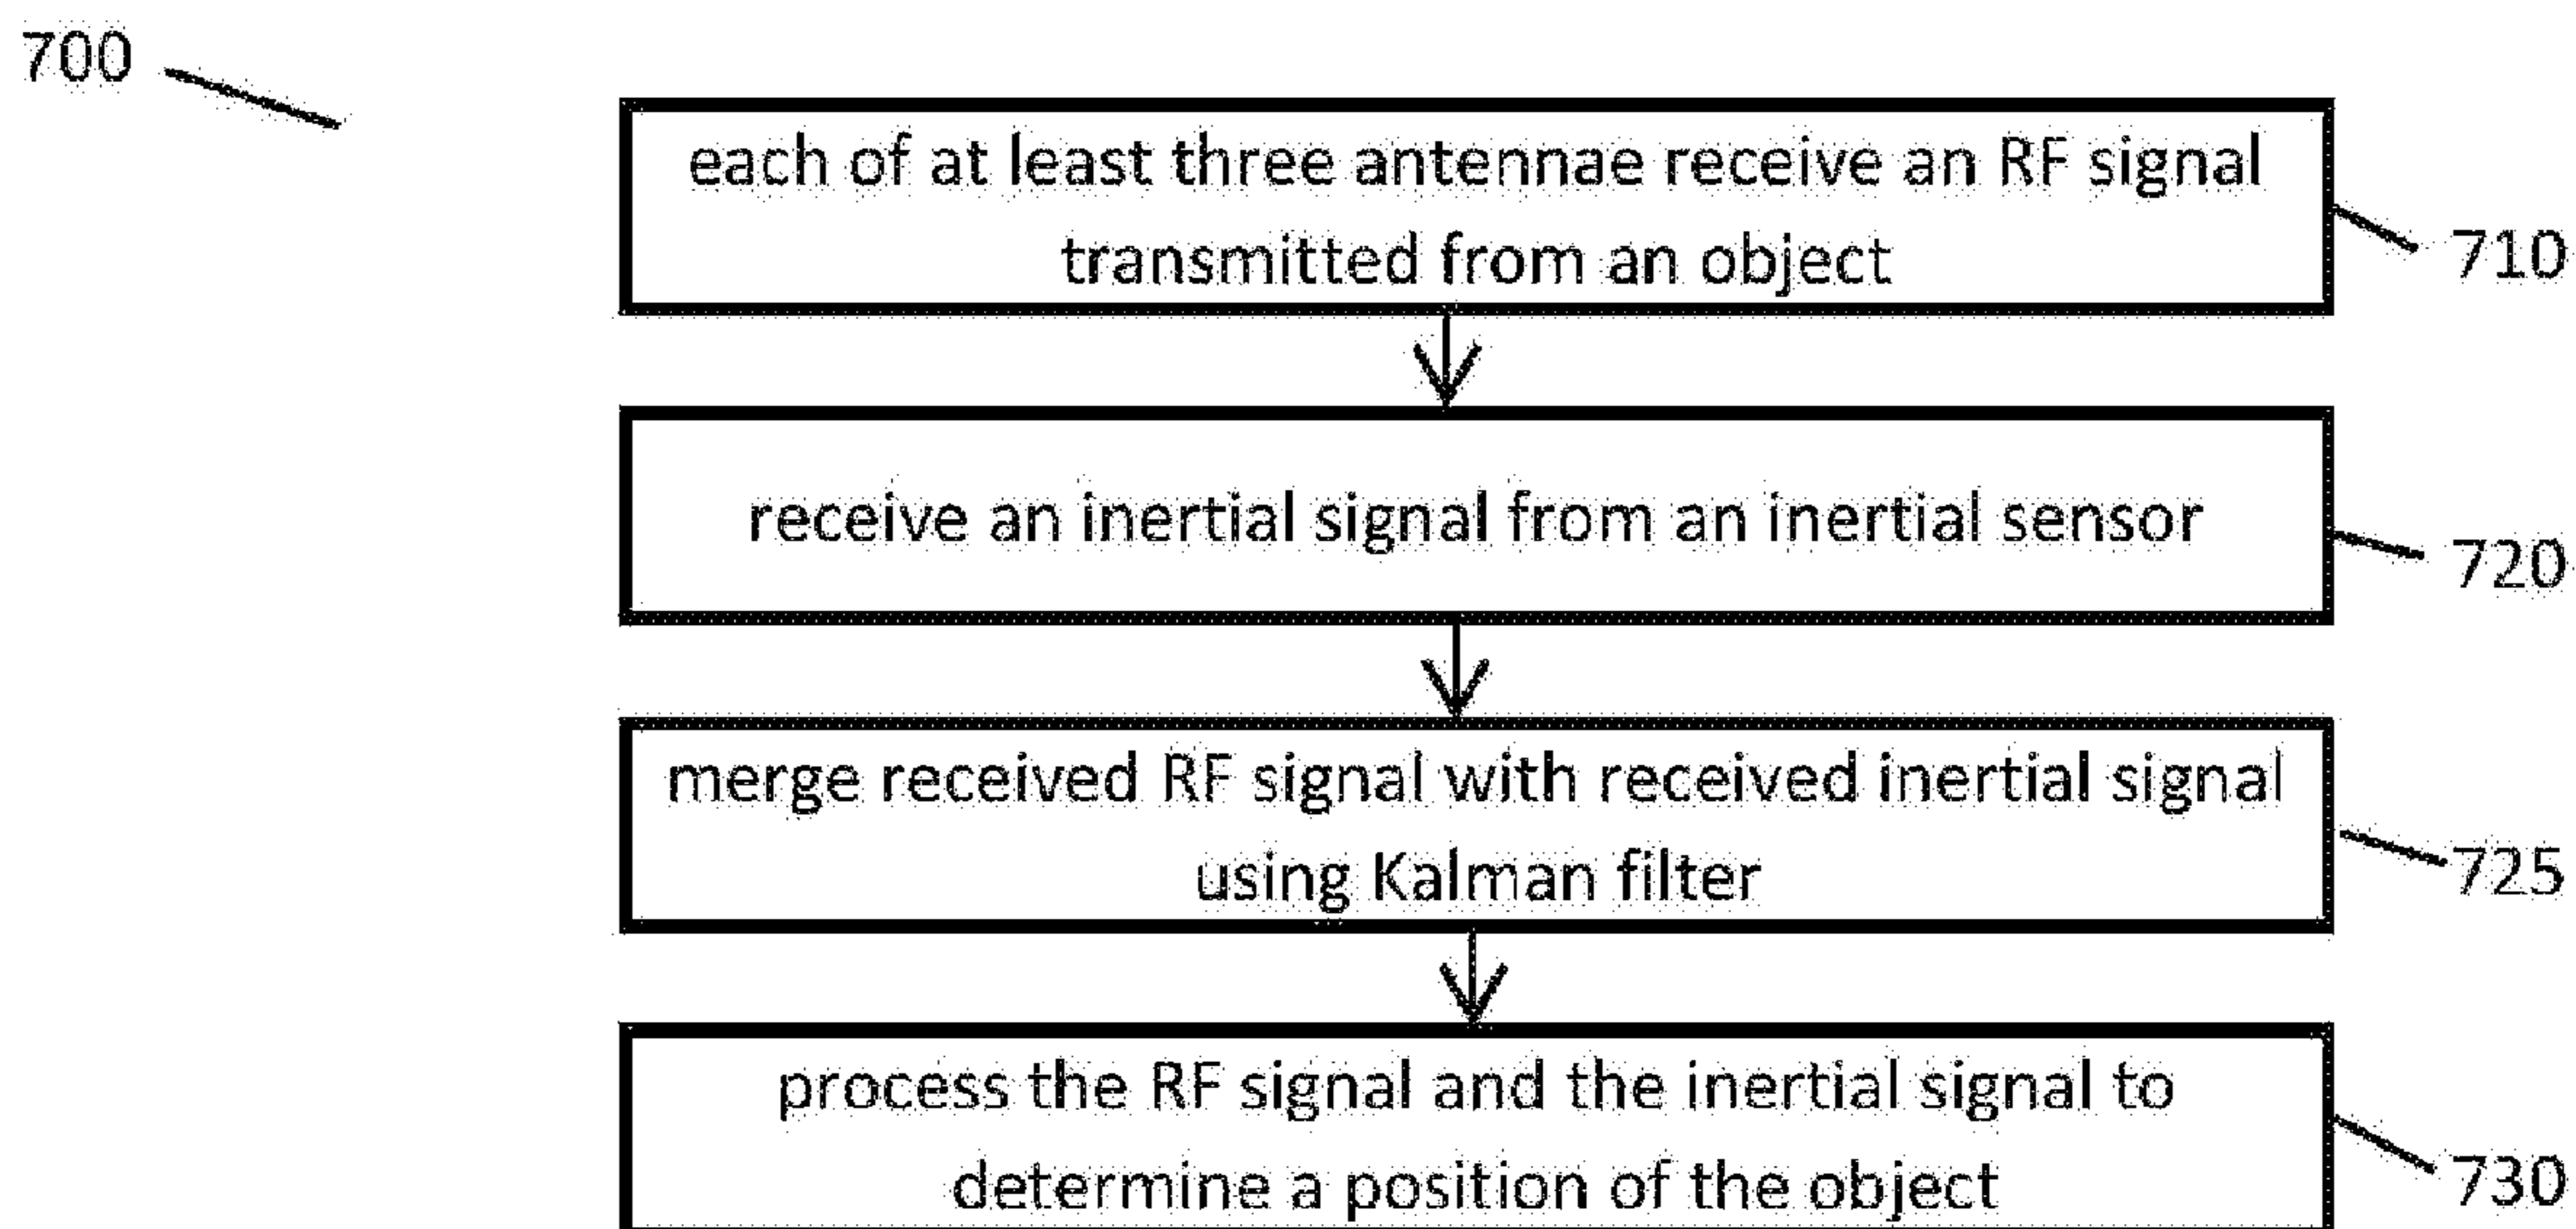 700
each of at least three antennae receive an RF signal
transmitted from an object
710
receive an inertial signal from an inertial sensor
720
merge received RF signal with received inertial signal
using Kalman filter
725
process the RF signal and the inertial signal to
determine a position of the object
730